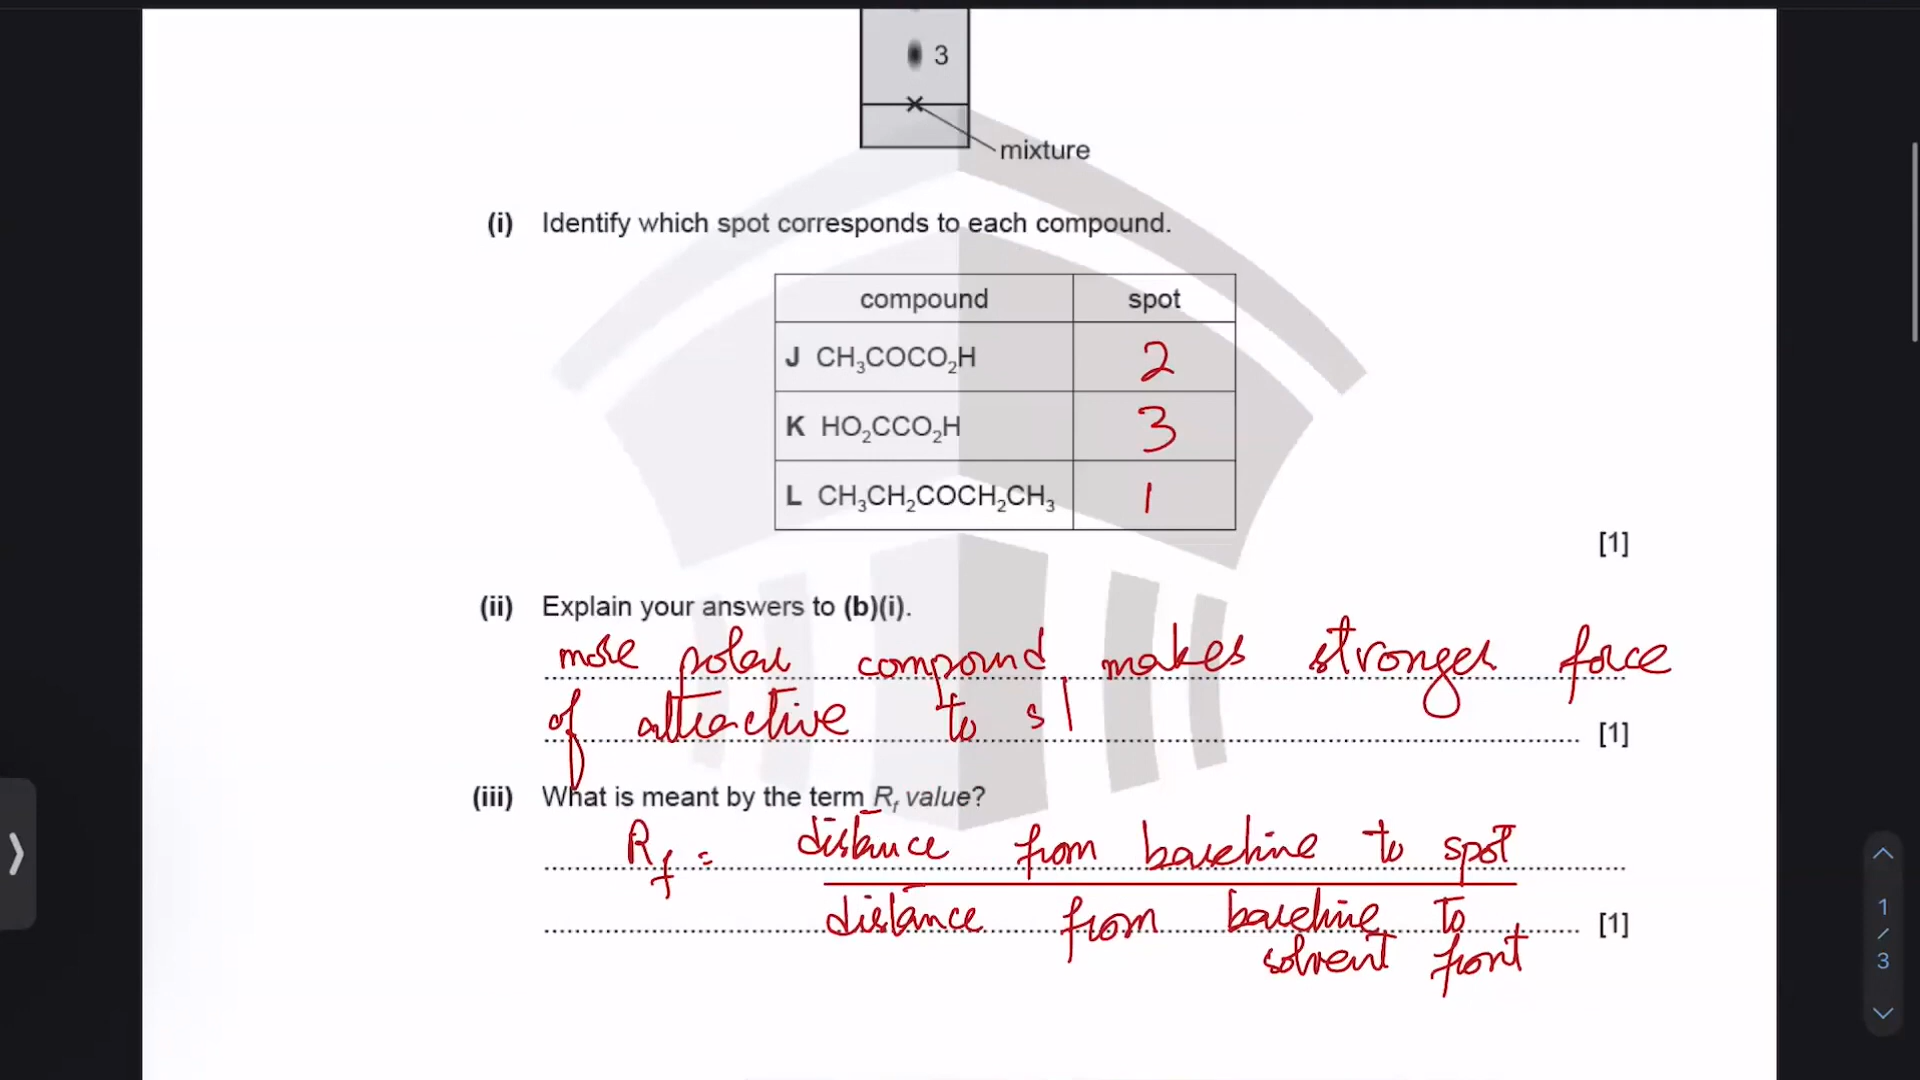 3
mixture
(i) Identify which spot corresponds to each compound.
compound spot
J CH₃COCO₂H 2
K HO₂CCO₂H 3
L CH₃CH₂COCH₂CH₃ 1
[1]
(ii) Explain your answers to (b)(i).
more polar compound makes stronger force
of attractive to sl
[1]
(iii) What is meant by the term Rf value?
Rf = distance from baseline to spot
distance from baseline to [1]
solvent front
1
/
3